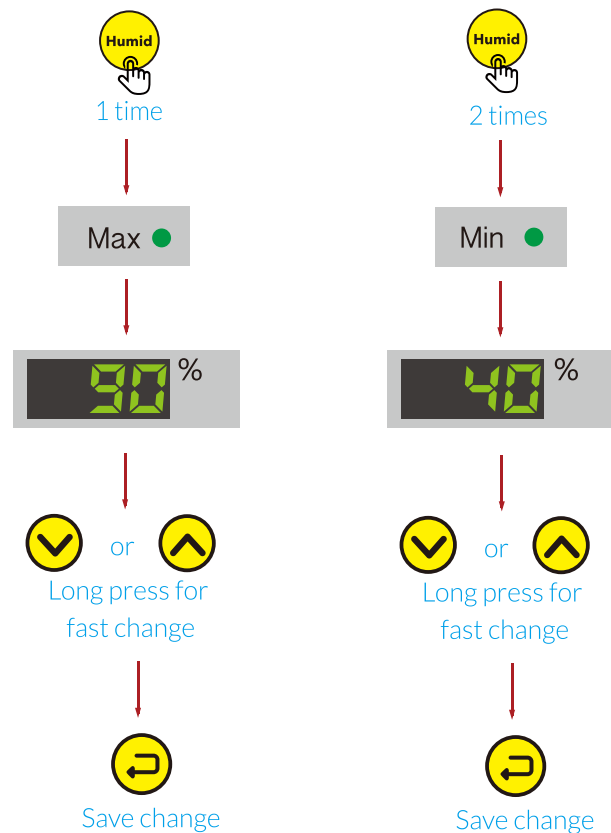 Humid
1 time
Max
90 %
or
Long press for
fast change
Save change
Humid
2 times
Min
40 %
or
Long press for
fast change
Save change